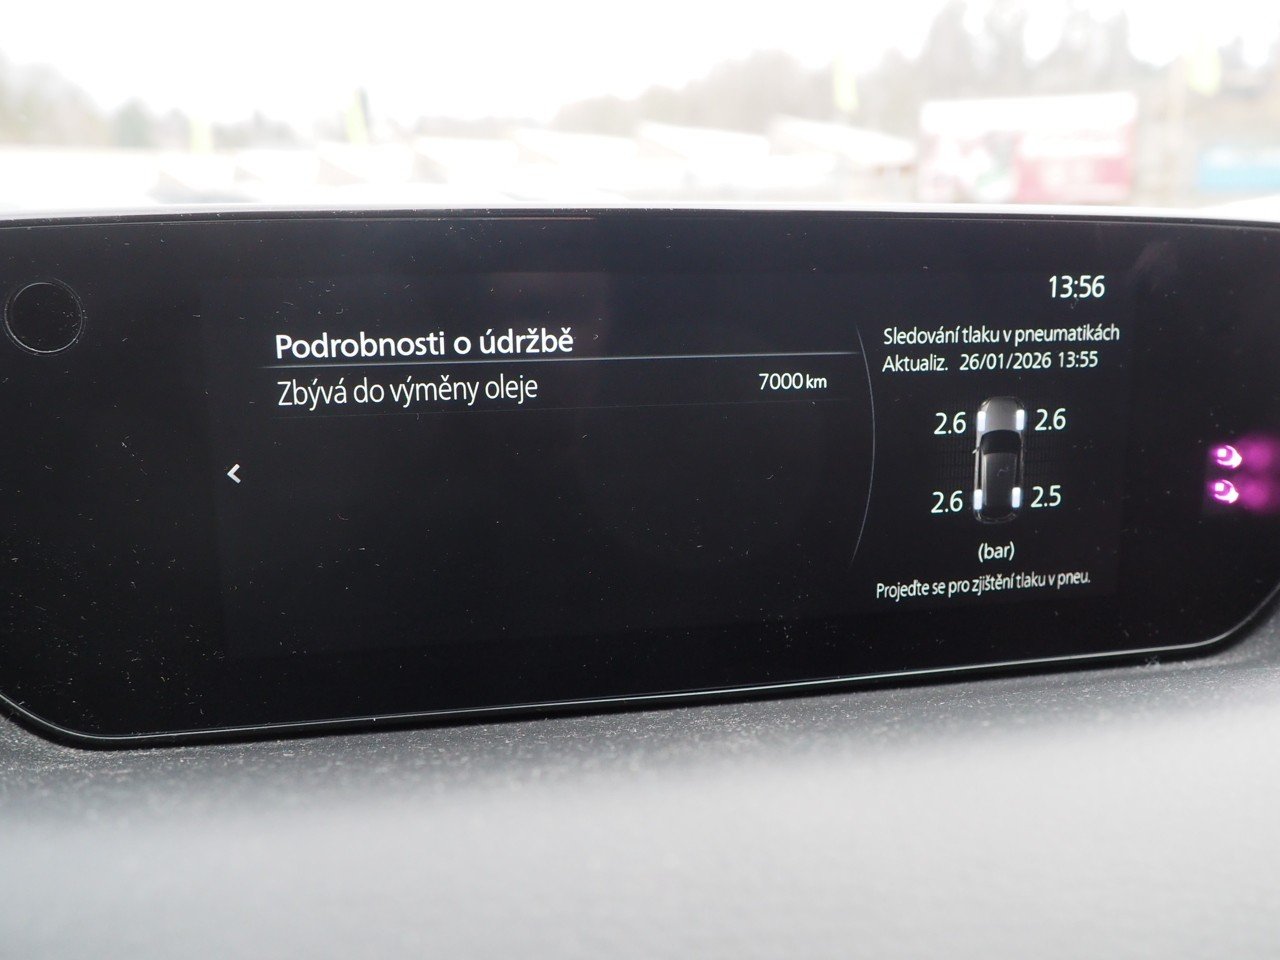 13:56
Podrobnosti o údržbě
Zbývá do výměny oleje 7000 km
Sledování tlaku v pneumatikách
Aktualiz. 26/01/2026 13:55
2.6 2.6
2.6 2.5
(bar)
Projeďte se pro zjištění tlaku v pneu.